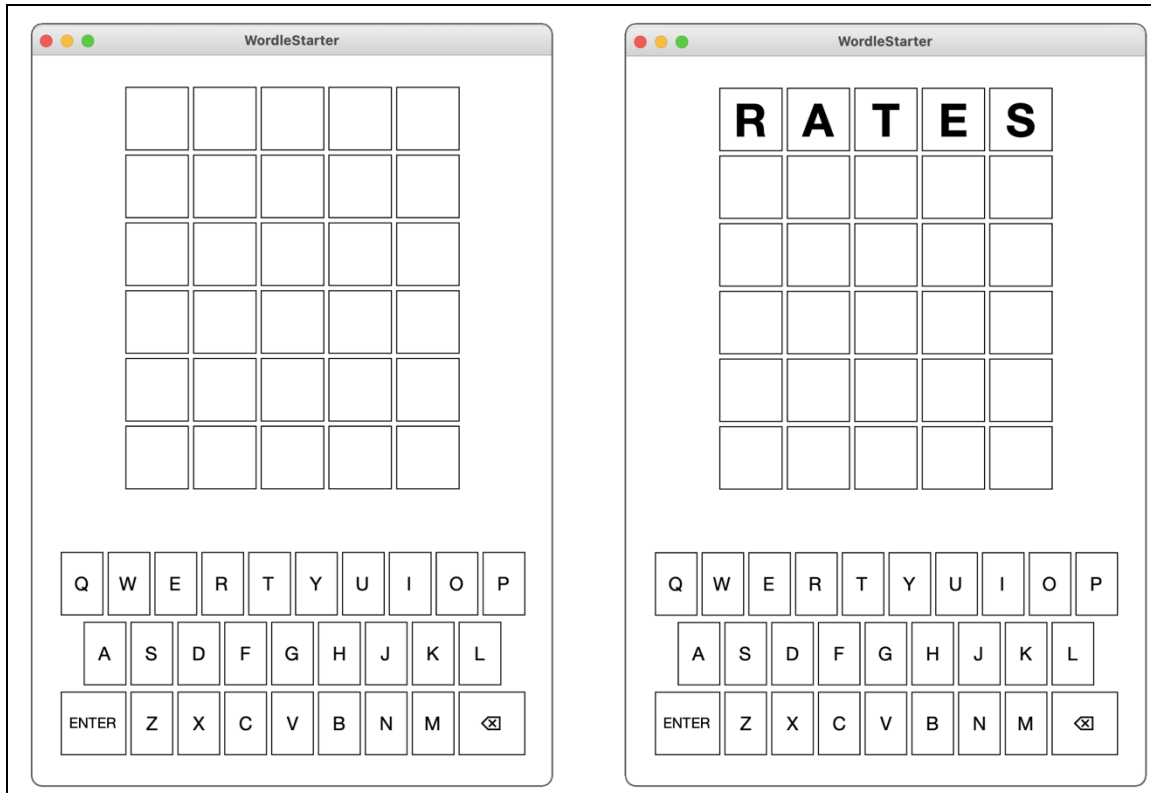 WordleStarter
Q W E R T Y U I O P
A S D F G H J K L
ENTER Z X C V B N M
WordleStarter
R A T E S
Q W E R T Y U I O P
A S D F G H J K L
ENTER Z X C V B N M